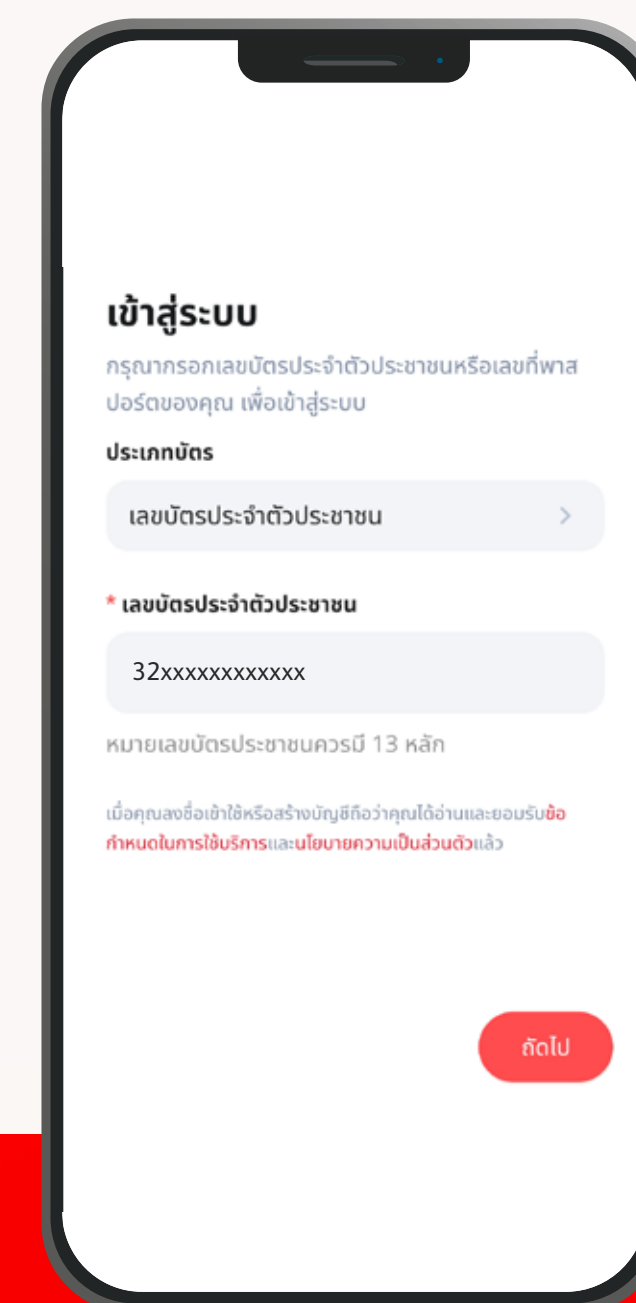 เข้าสู่ระบบ
กรุณากรอกเลขบัตรประจำตัวประชาชนหรือเลขที่พาส
ปอร์ตของคุณ เพื่อเข้าสู่ระบบ
ประเภทบัตร
เลขบัตรประจำตัวประชาชน
* เลขบัตรประจำตัวประชาชน
32xxxxxxxxxxxx
หมายเลขบัตรประชาชนควรมี 13 หลัก
เมื่อคุณลงชื่อเข้าใช้หรือสร้างบัญชีถือว่าคุณได้อ่านและยอมรับข้อ
กำหนดในการใช้บริการและนโยบายความเป็นส่วนตัวแล้ว
ถัดไป